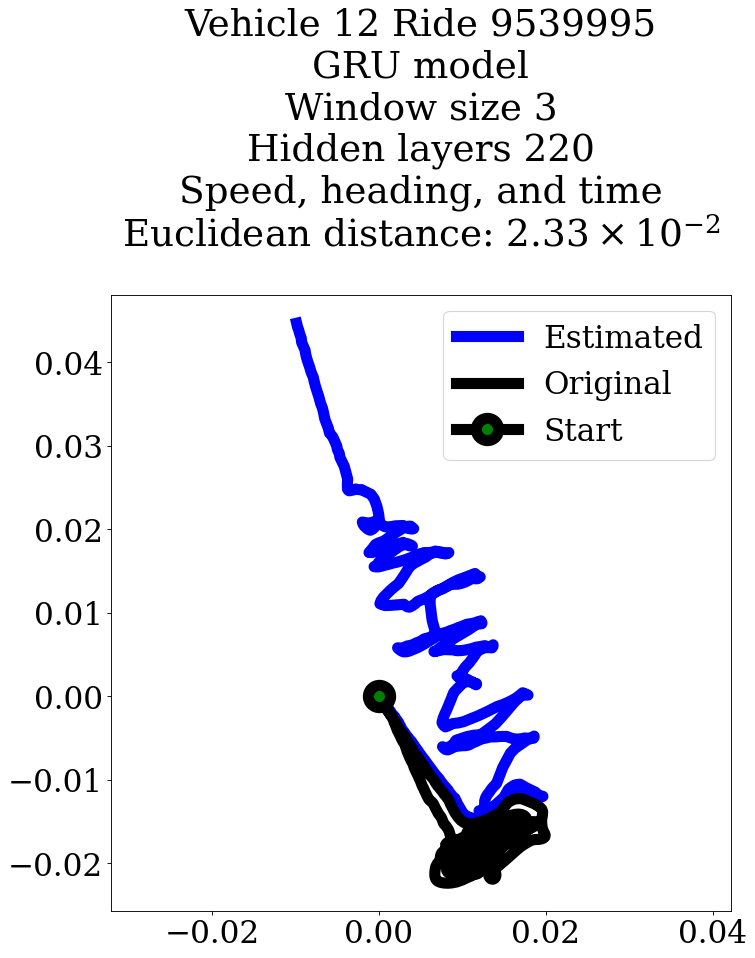 Vehicle 12 Ride 9539995
GRU model
Window size 3
Hidden layers 220
Speed, heading, and time
Euclidean distance: 2.33 × 10⁻²
Estimated
Original
Start
0.04
0.03
0.02
0.01
0.00
−0.01
−0.02
−0.02 0.00 0.02 0.04